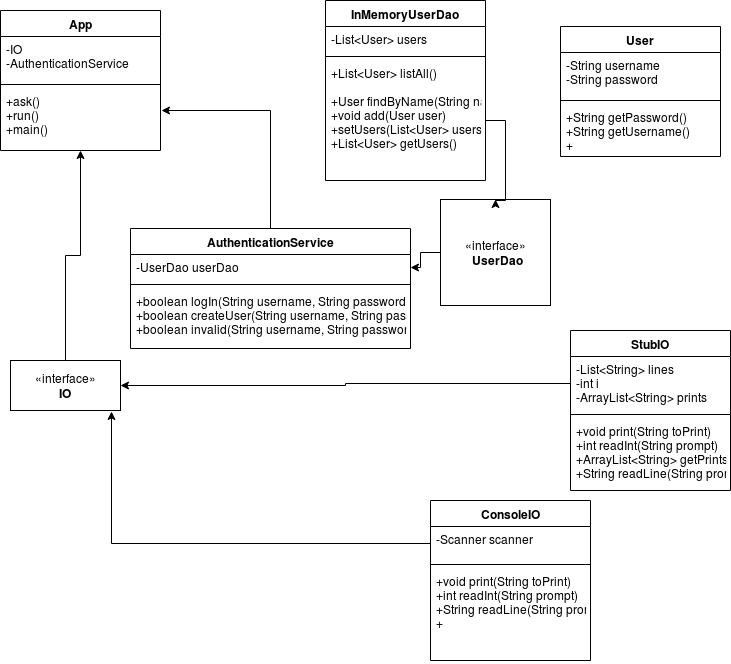 App
-IO
-AuthenticationService
+ask()
+run()
+main()
InMemoryUserDao
-List<User> users
+List<User> listAll()
+User findByName(String
+void add(User user)
+setUsers(List<User> users
+List<User> getUsers()
User
-String username
-String password
+String getPassword()
+String getUsername()
+
AuthenticationService
-UserDao userDao
+boolean logIn(String username, String password
+boolean createUser(String username, String
+boolean invalid(String username, String
«interface»
UserDao
«interface»
IO
StubIO
-List<String> lines
-int i
-ArrayList<String> prints
+void print(String toPrint)
+int readInt(String prompt)
+ArrayList<String> getPrints
+String readLine(String
ConsoleIO
-Scanner scanner
+void print(String toPrint)
+int readInt(String prompt)
+String readLine(String
+